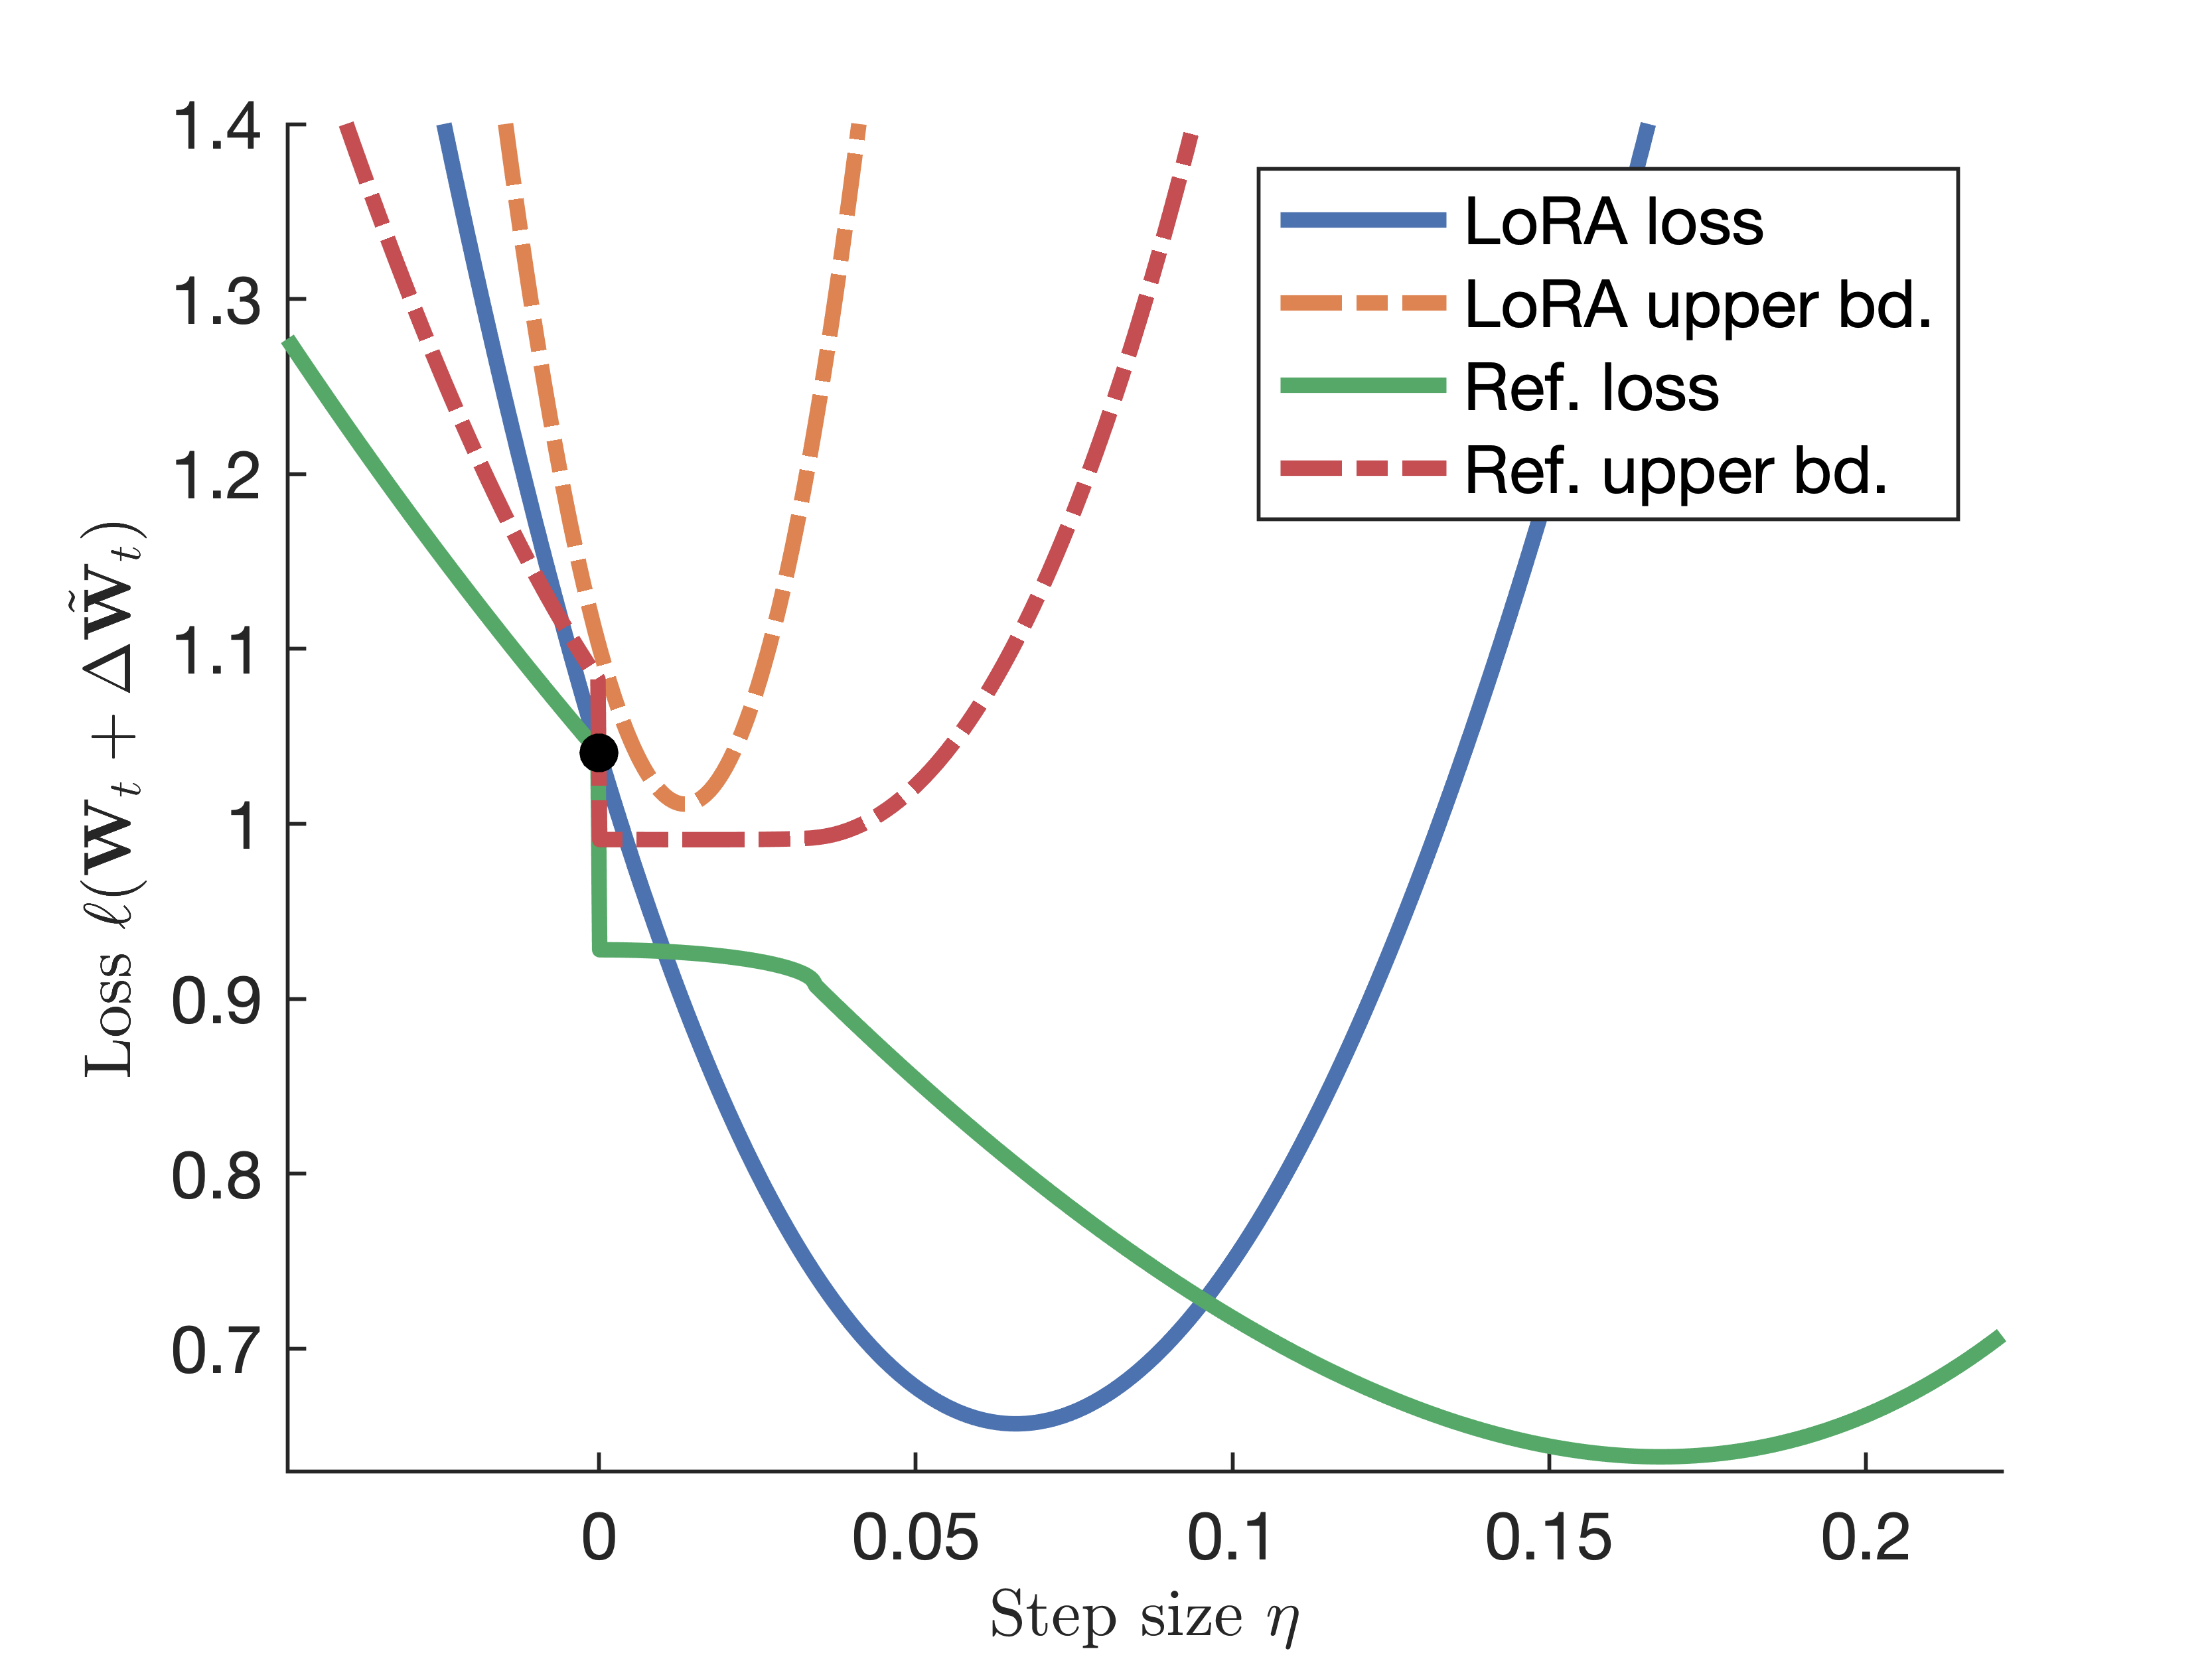 1.4
1.3
1.2
1.1
1
0.9
0.8
0.7
Loss ℓ(𝐖ₜ + Δ𝐖̃ₜ)
LoRA loss
LoRA upper bd.
Ref. loss
Ref. upper bd.
0 0.05 0.1 0.15 0.2
Step size η